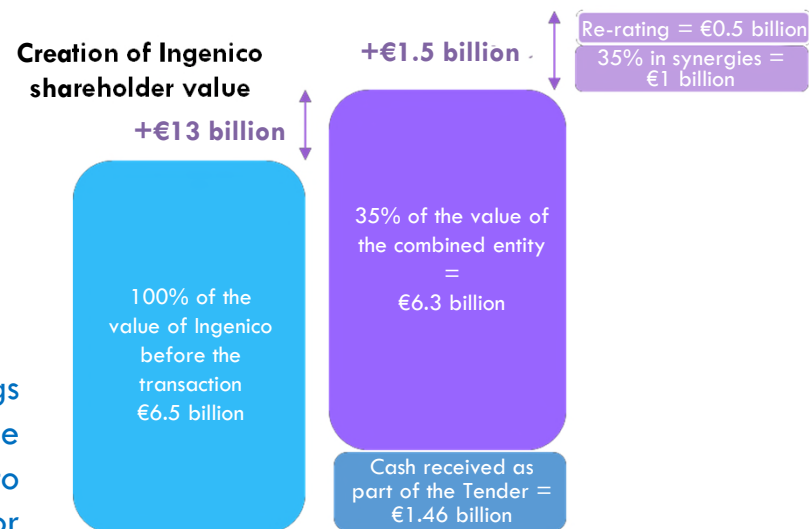 Creation of Ingenico
shareholder value
+€13 billion
+€1.5 billion
Re-rating = €0.5 billion
35% in synergies =
€1 billion
100% of the
value of Ingenico
before the
transaction
€6.5 billion
35% of the value of
the combined entity
=
€6.3 billion
Cash received as
part of the Tender =
€1.46 billion